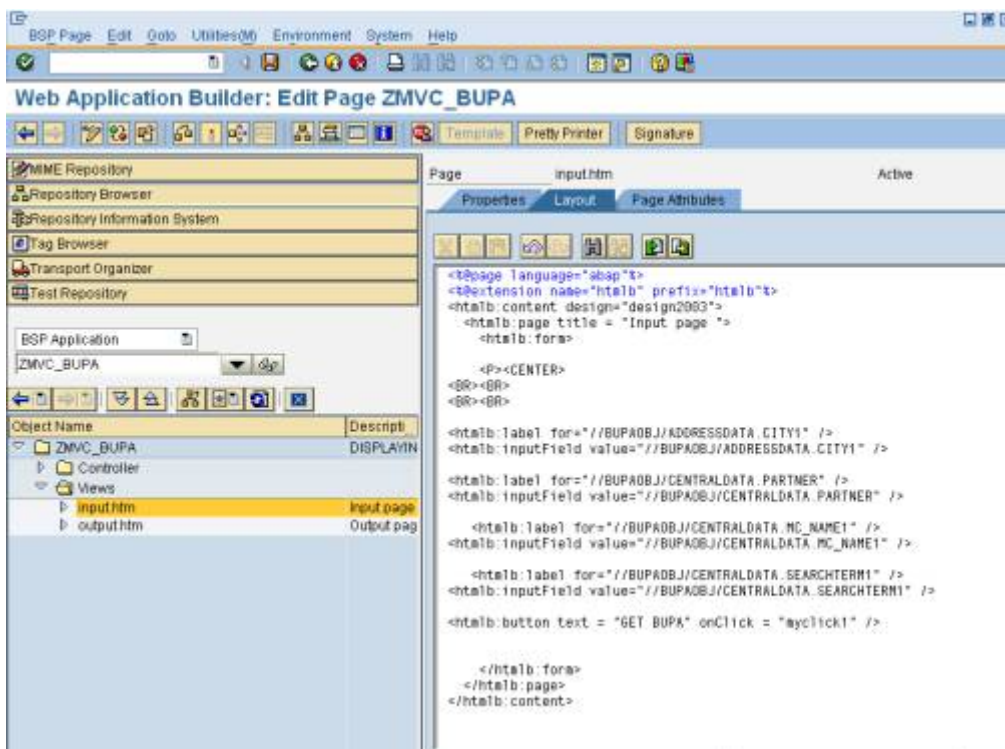 BSP Page Edit Goto Utilities(M) Environment System Help
Web Application Builder: Edit Page ZMVC_BUPA
Template Pretty Printer Signature
MIME Repository
Repository Browser
Repository Information System
Tag Browser
Transport Organizer
Test Repository
BSP Application
ZMVC_BUPA
Object Name Descripti
ZMVC_BUPA DISPLAYIN
Controller
Views
input.htm Input page
output.htm Output pag
Page input.htm Active
Properties Layout Page Attributes
<%@page language="abap"%>
<%@extension name="htmlb" prefix="htmlb"%>
<htmlb:content design="design2003">
<htmlb:page title = "Input page ">
<htmlb:form>
<P><CENTER>
<BR><BR>
<BR><BR>
<htmlb:label for="//BUPAOBJ/ADDRESSDATA.CITY1" />
<htmlb:inputField value="//BUPAOBJ/ADDRESSDATA.CITY1" />
<htmlb:label for="//BUPAOBJ/CENTRALDATA.PARTNER" />
<htmlb:inputField value="//BUPAOBJ/CENTRALDATA.PARTNER" />
<htmlb:label for="//BUPAOBJ/CENTRALDATA.MC_NAME1" />
<htmlb:inputField value="//BUPAOBJ/CENTRALDATA.MC_NAME1" />
<htmlb:label for="//BUPAOBJ/CENTRALDATA.SEARCHTERM1" />
<htmlb:inputField value="//BUPAOBJ/CENTRALDATA.SEARCHTERM1" />
<htmlb:button text = "GET BUPA" onClick = "myclick1" />
</htmlb:form>
</htmlb:page>
</htmlb:content>